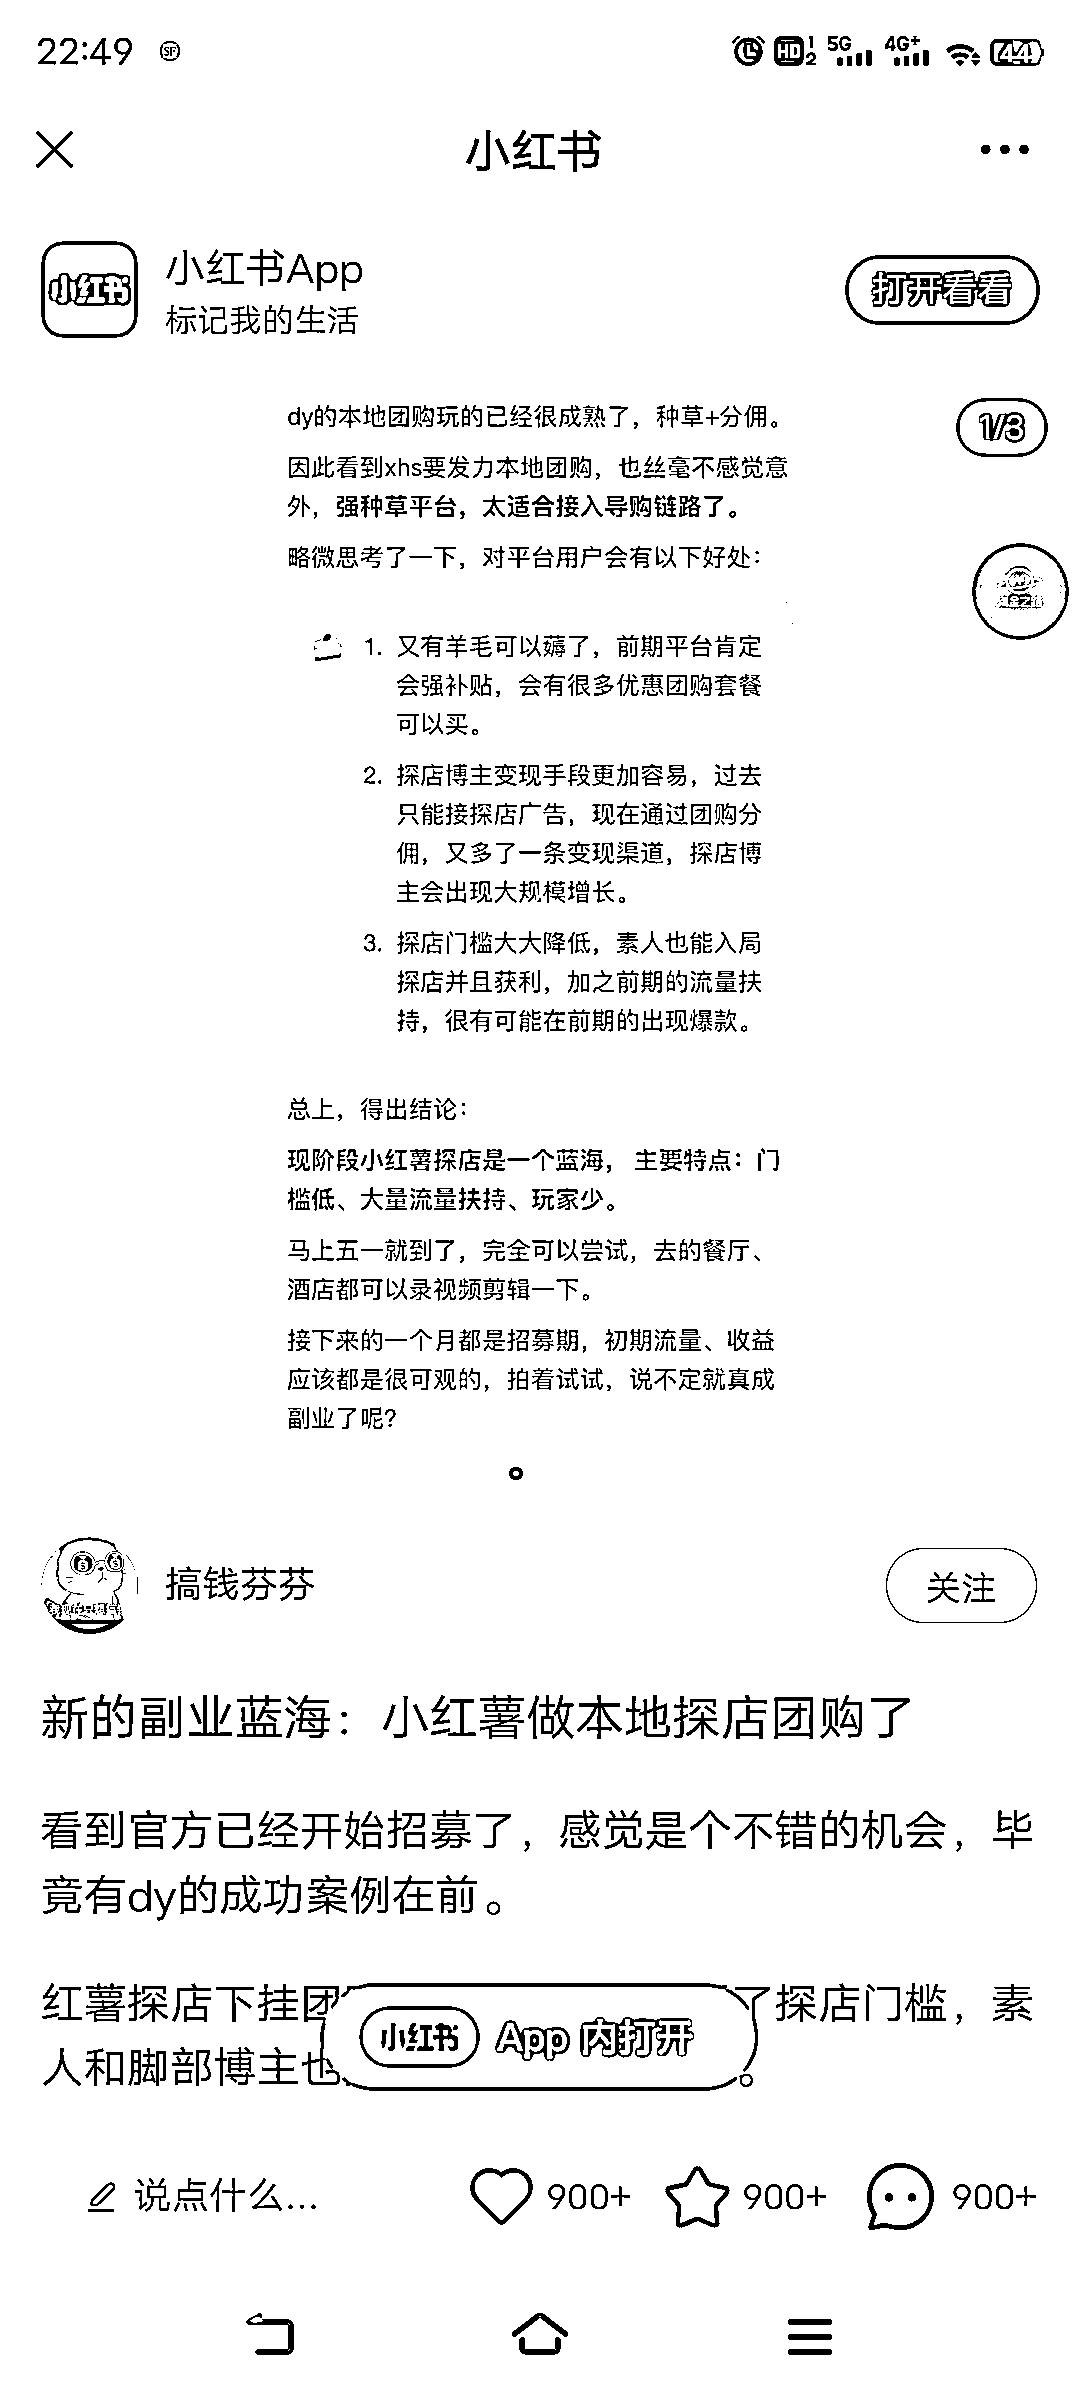 22:49
5G
4G+
44
小红书
小红书
小红书App
标记我的生活
打开看看
1/3
dy的本地团购玩的已经很成熟了，种草+分佣。
因此看到xhs要发力本地团购，也丝毫不感觉意
外，强种草平台，太适合接入导购链路了。
略微思考了一下，对平台用户会有以下好处：
1. 又有羊毛可以薅了，前期平台肯定
会强补贴，会有很多优惠团购套餐
可以买。
2. 探店博主变现手段更加容易，过去
只能接探店广告，现在通过团购分
佣，又多了一条变现渠道，探店博
主会出现大规模增长。
3. 探店门槛大大降低，素人也能入局
探店并且获利，加之前期的流量扶
持，很有可能在前期的出现爆款。
总上，得出结论：
现阶段小红薯探店是一个蓝海， 主要特点：门
槛低、大量流量扶持、玩家少。
马上五一就到了，完全可以尝试，去的餐厅、
酒店都可以录视频剪辑一下。
接下来的一个月都是招募期，初期流量、收益
应该都是很可观的，拍着试试，说不定就真成
副业了呢？
搞钱芬芬
关注
新的副业蓝海：小红薯做本地探店团购了
看到官方已经开始招募了，感觉是个不错的机会，毕
竟有dy的成功案例在前。
红薯探店下挂团 了探店门槛，素
人和脚部博主也 。
小红书 App 内打开
说点什么... 900+ 900+ 900+